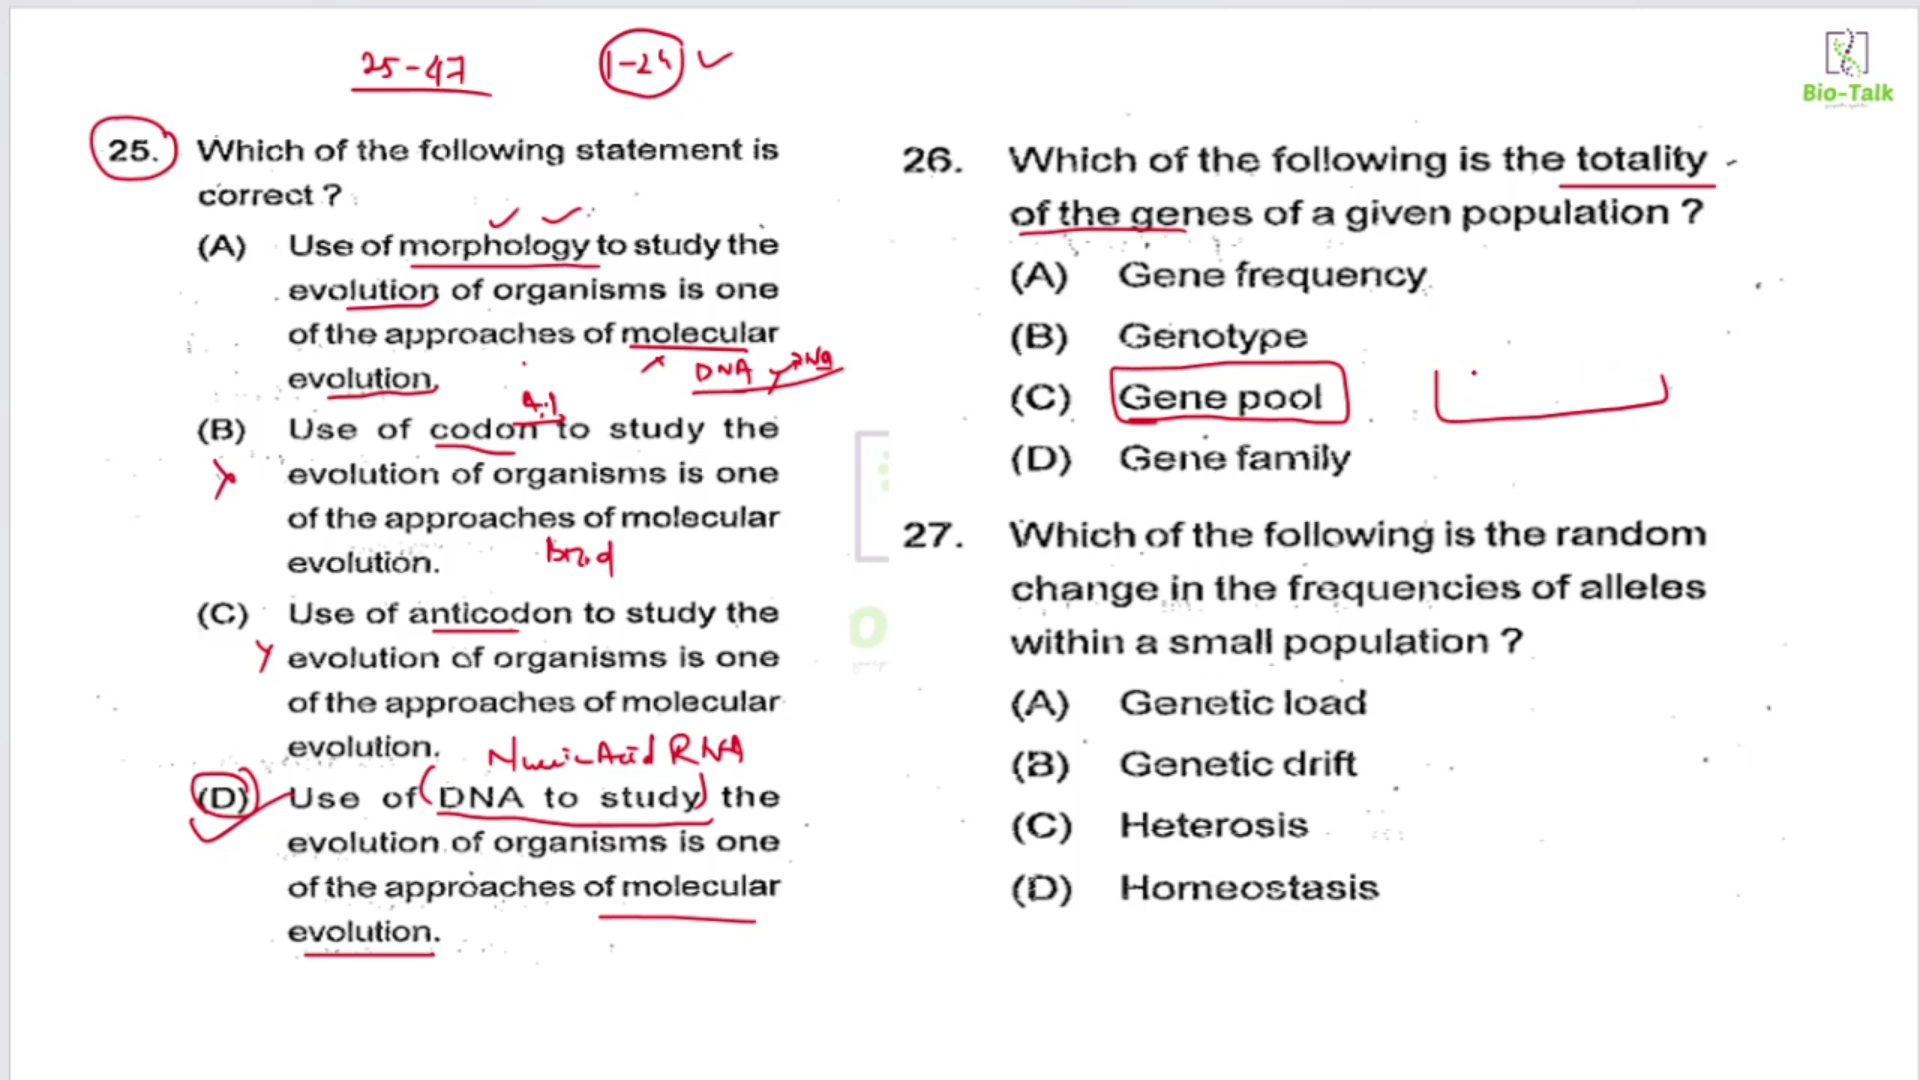 25-47
1-24
Bio-Talk
25. Which of the following statement is
correct ?
(A) Use of morphology to study the
evolution of organisms is one
of the approaches of molecular
evolution.
DNA
(B) Use of codon to study the
evolution of organisms is one
of the approaches of molecular
evolution.
(C) Use of anticodon to study the
evolution of organisms is one
of the approaches of molecular
evolution.
Acid RNA
(D) Use of (DNA to study) the
evolution of organisms is one
of the approaches of molecular
evolution.
26. Which of the following is the totality
of the genes of a given population ?
(A) Gene frequency
(B) Genotype
(C) Gene pool
(D) Gene family
27. Which of the following is the random
change in the frequencies of alleles
within a small population ?
(A) Genetic load
(B) Genetic drift
(C) Heterosis
(D) Homeostasis